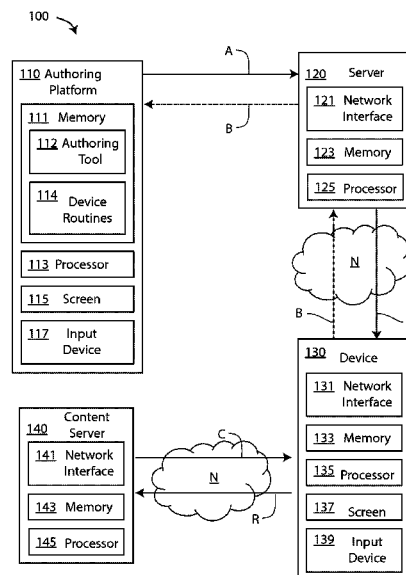 100
A
110 Authoring Platform
111 Memory
112 Authoring Tool
114 Device Routines
113 Processor
115 Screen
117 Input Device
B
120 Server
121 Network Interface
123 Memory
125 Processor
N
B
130 Device
131 Network Interface
133 Memory
135 Processor
137 Screen
139 Input Device
140 Content Server
141 Network Interface
143 Memory
145 Processor
C
N
R